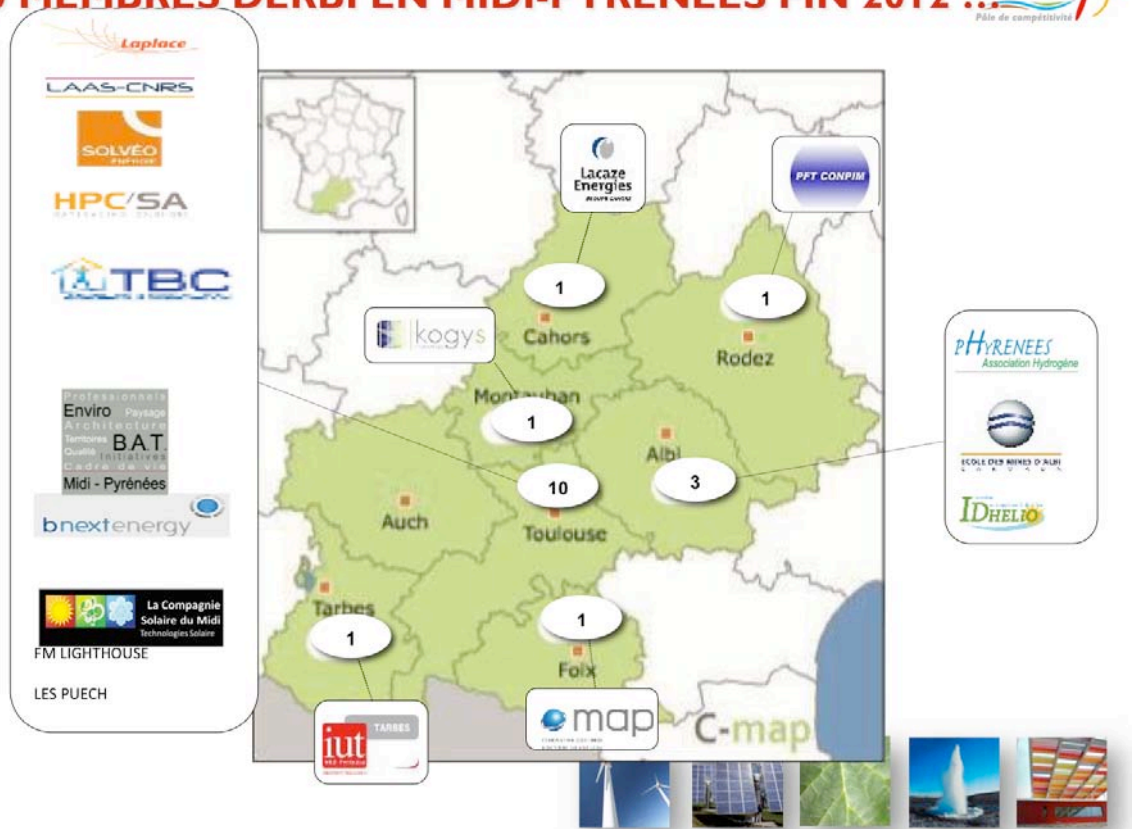 MEMBRES DERBI EN MIDI-PYRENEES FIN 2012 !..
Pôle de compétitivité
Laplace
LAAS-CNRS
SOLVÉO
HPC/SA
TBC
Professionnels
Enviro Paysage
Architecture
Territoires
Qualité
B.A.T.
Initiatives
Cadre de vie
Midi - Pyrénées
bnextenergy
La Compagnie
Solaire du Midi
Technologies Solaire
FM LIGHTHOUSE
LES PUECH
Lacaze
Energies
PFT CONPIM
1
Cahors
1
Rodez
kogys
Montauban
1
Albi
3
10
Toulouse
Auch
Tarbes
1
1
Foix
iut
TARBES
map
C-map
PHYRENEES
Association Hydrogène
ECOLE DES MINES D'ALBI
IDHELIO